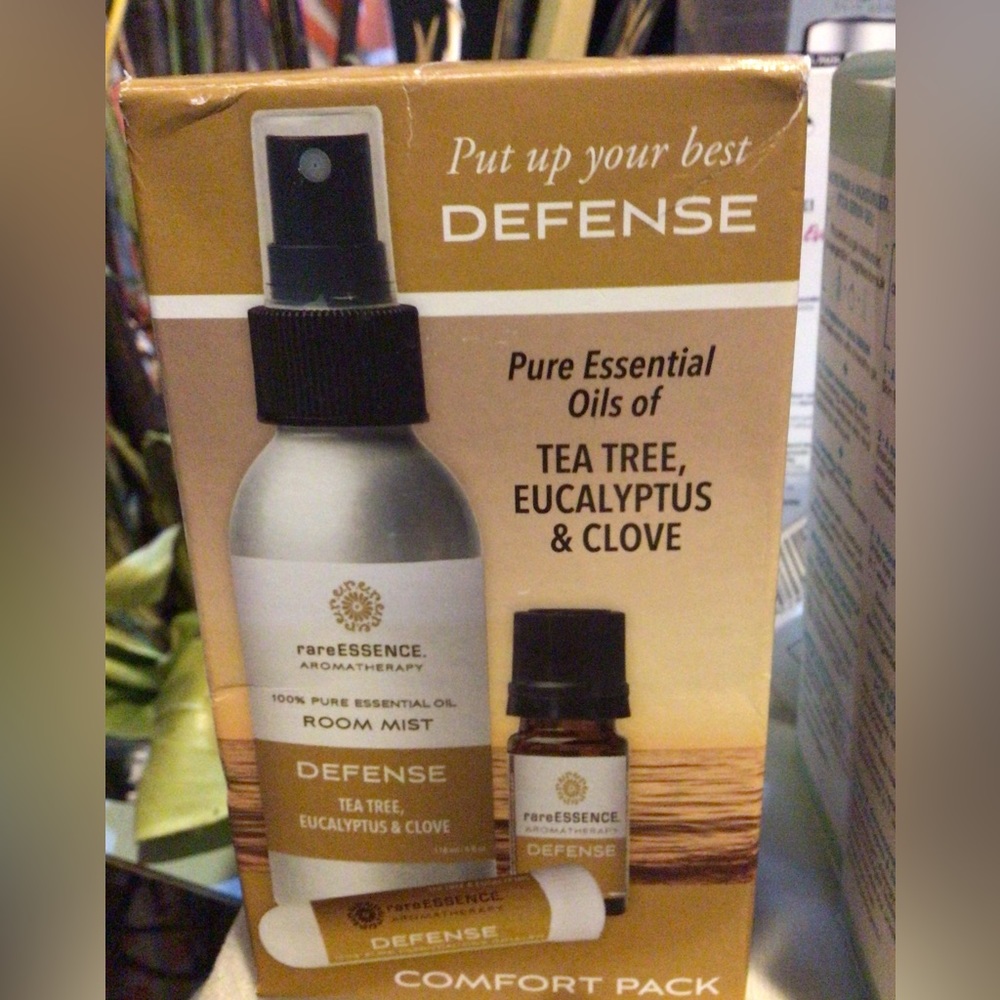 Put up your best
DEFENSE
Pure Essential
Oils of
TEA TREE,
EUCALYPTUS
& CLOVE
rareESSENCE.
AROMATHERAPY
100% PURE ESSENTIAL OIL
ROOM MIST
DEFENSE
TEA TREE,
EUCALYPTUS & CLOVE
rareESSENCE.
AROMATHERAPY
DEFENSE
rareESSENCE
AROMATHERAPY
DEFENSE
COMFORT PACK